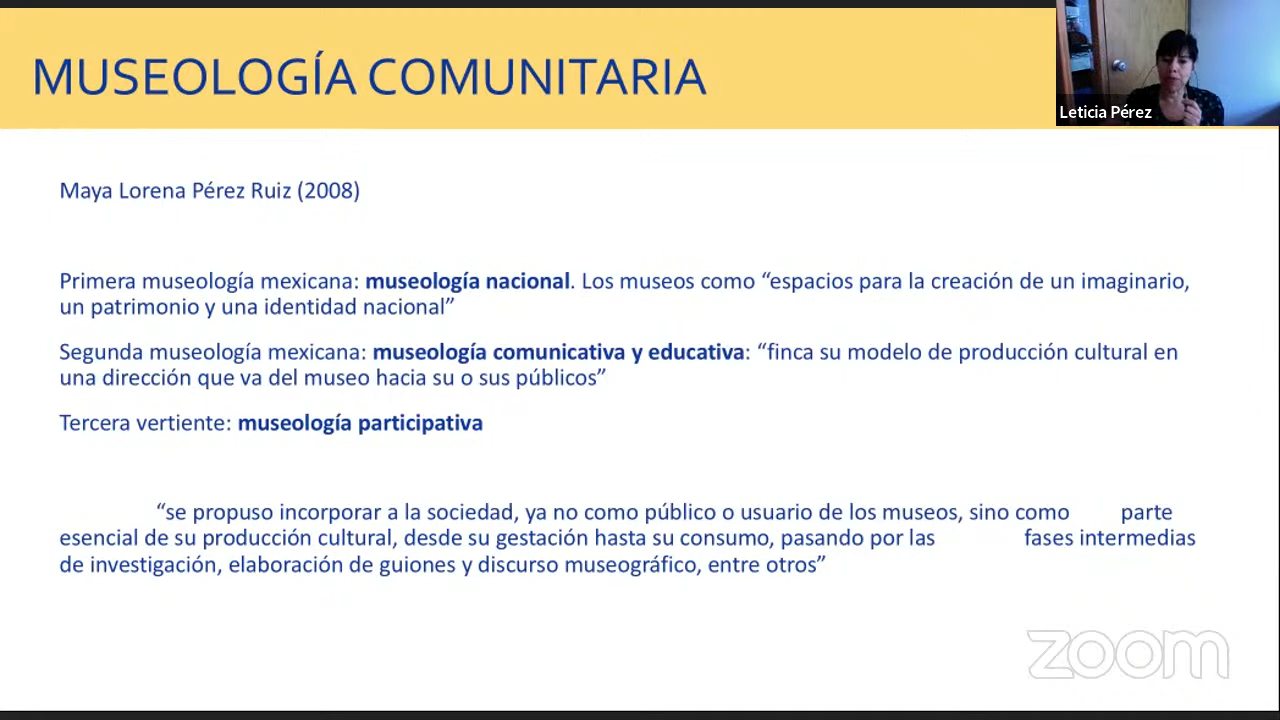 MUSEOLOGÍA COMUNITARIA
Leticia Pérez
Maya Lorena Pérez Ruiz (2008)
Primera museología mexicana: museología nacional. Los museos como “espacios para la creación de un imaginario,
un patrimonio y una identidad nacional”
Segunda museología mexicana: museología comunicativa y educativa: “finca su modelo de producción cultural en
una dirección que va del museo hacia su o sus públicos”
Tercera vertiente: museología participativa
“se propuso incorporar a la sociedad, ya no como público o usuario de los museos, sino como parte
esencial de su producción cultural, desde su gestación hasta su consumo, pasando por las fases intermedias
de investigación, elaboración de guiones y discurso museográfico, entre otros”
zoom